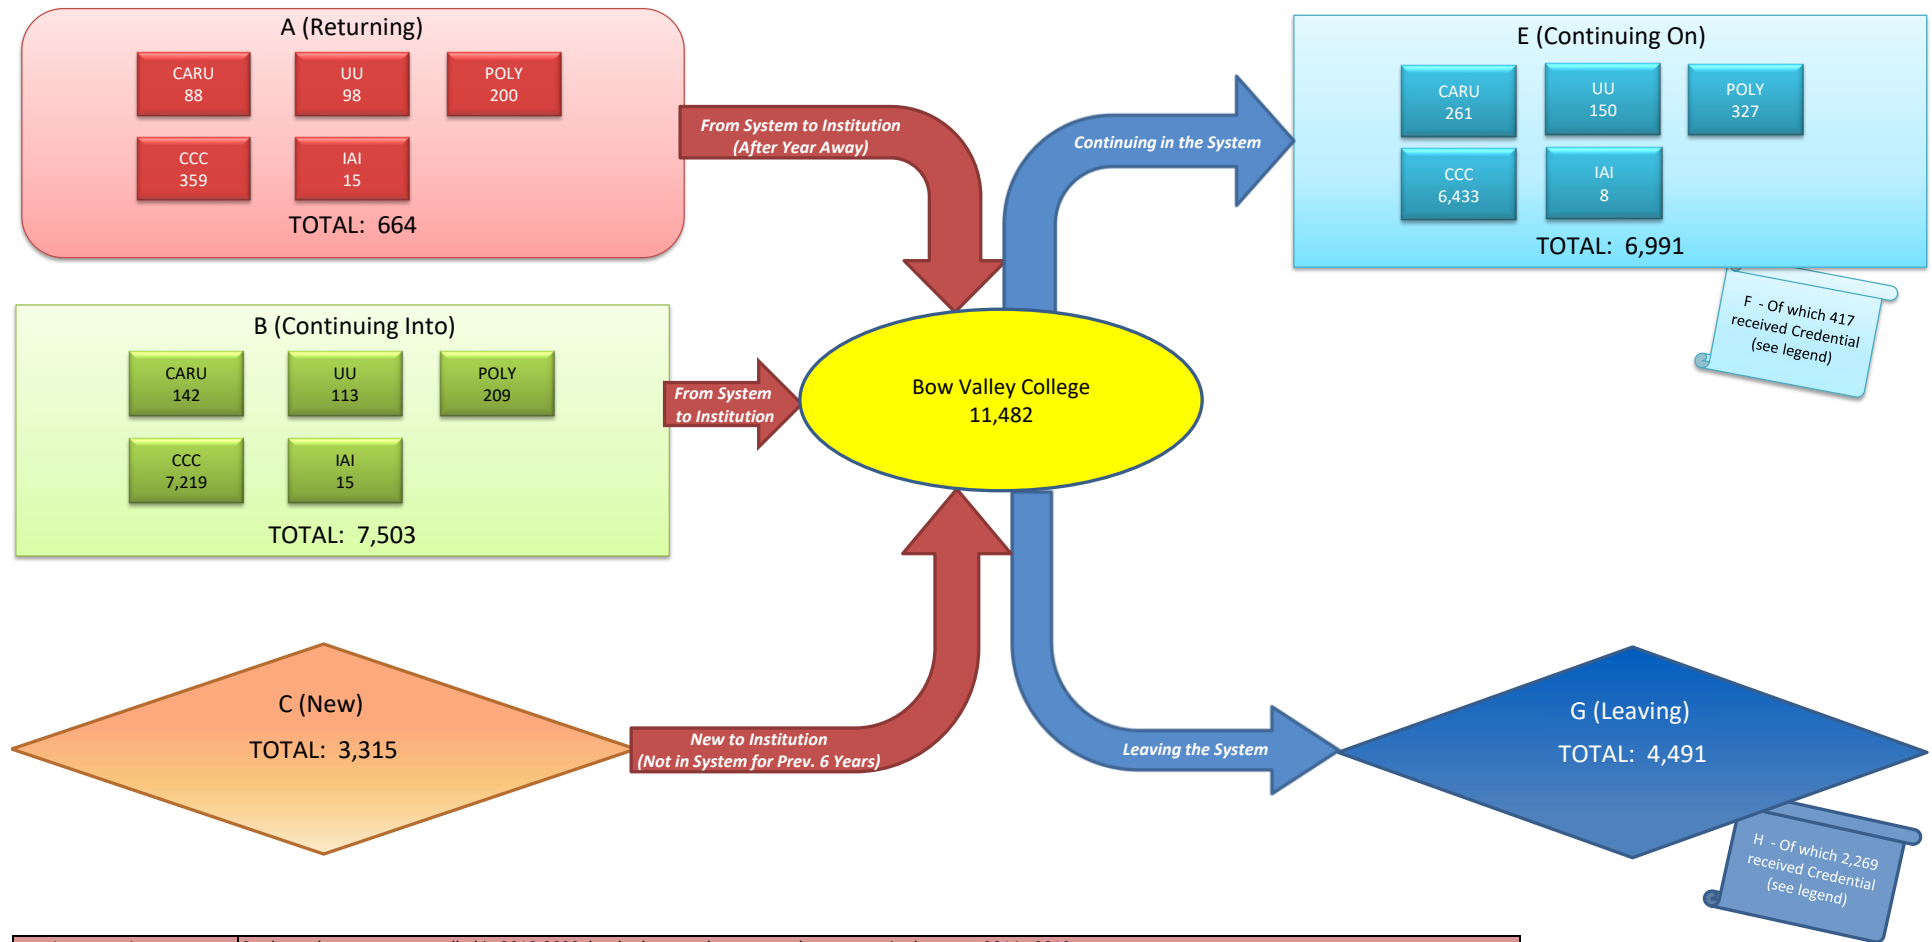 A (Returning)
CARU
88
UU
98
POLY
200
CCC
359
IAI
15
TOTAL: 664
From System to Institution
(After Year Away)
B (Continuing Into)
CARU
142
UU
113
POLY
209
CCC
7,219
IAI
15
TOTAL: 7,503
From System
to Institution
C (New)
TOTAL: 3,315
New to Institution
(Not in System for Prev. 6 Years)
Bow Valley College
11,482
Continuing in the System
E (Continuing On)
CARU
261
UU
150
POLY
327
CCC
6,433
IAI
8
TOTAL: 6,991
F - Of which 417
received Credential
(see legend)
Leaving the System
G (Leaving)
TOTAL: 4,491
H - Of which 2,269
received Credential
(see legend)